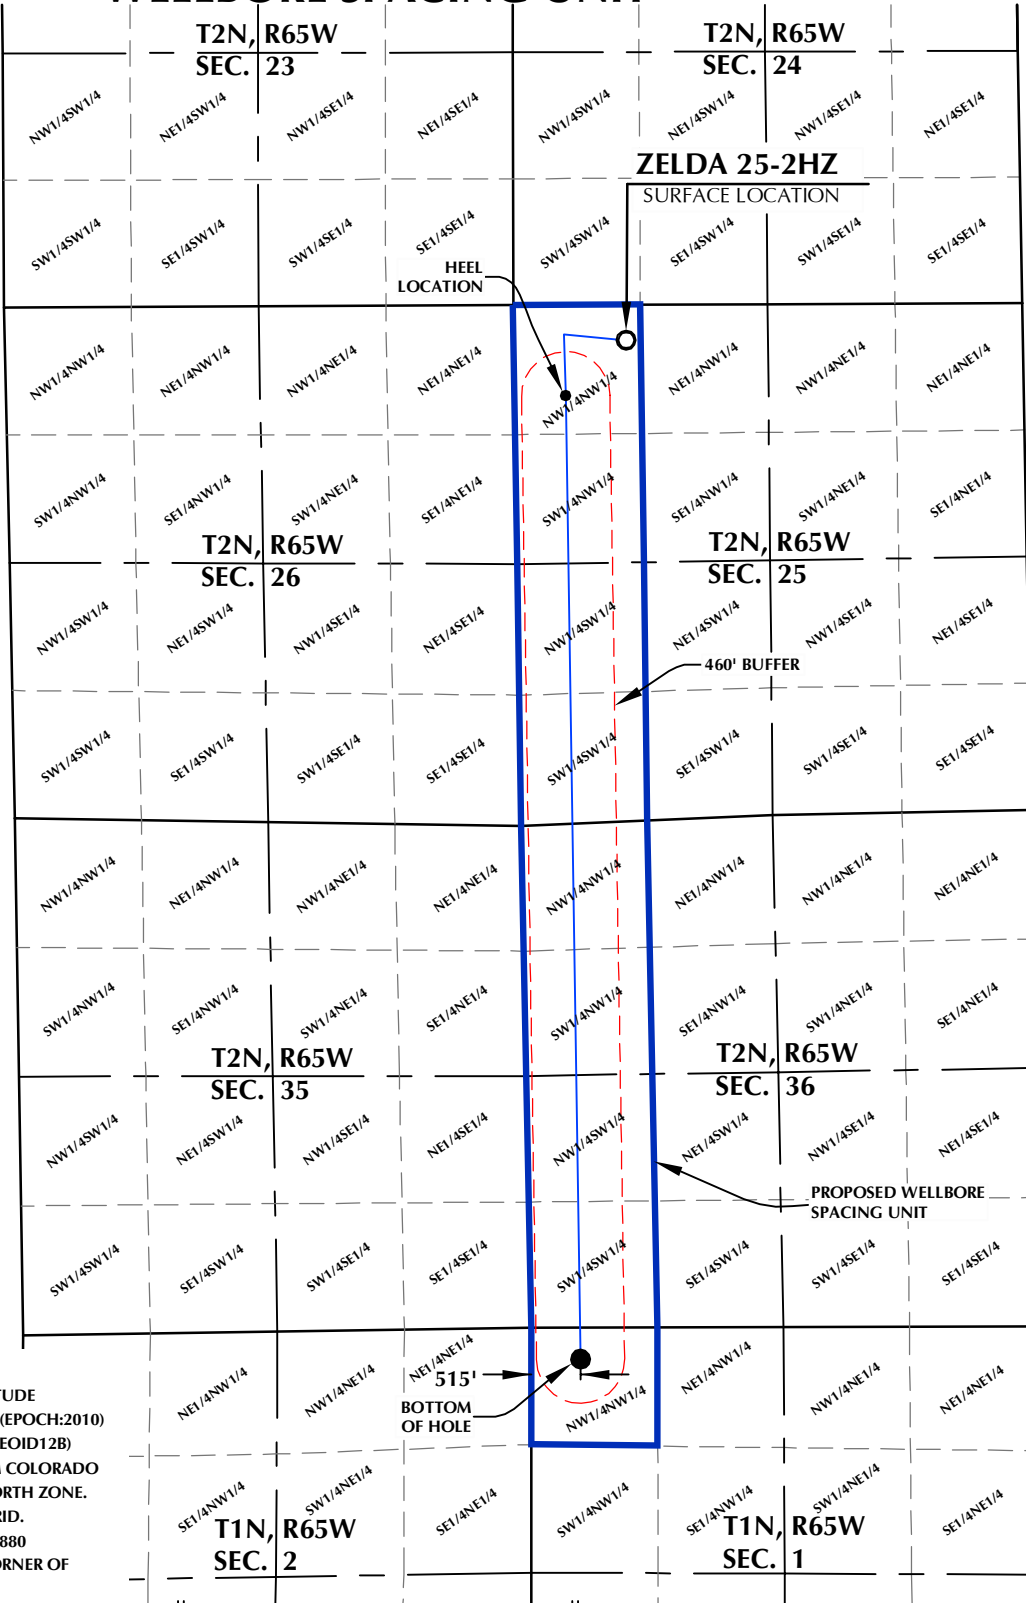 T2N, R65W
SEC. 23
T2N, R65W
SEC. 24
NW1/4SW1/4 NE1/4SW1/4 NW1/4SE1/4 NE1/4SE1/4 NW1/4SW1/4 NE1/4SW1/4 NW1/4SE1/4 NE1/4SE1/4
ZELDA 25-2HZ
SURFACE LOCATION
SW1/4SW1/4 SE1/4SW1/4 SW1/4SE1/4 SE1/4SE1/4 SW1/4SW1/4 SE1/4SW1/4 SW1/4SE1/4 SE1/4SE1/4
HEEL
LOCATION
NW1/4NW1/4 NE1/4NW1/4 NW1/4NE1/4 NE1/4NE1/4 NW1/4NW1/4 NE1/4NW1/4 NW1/4NE1/4 NE1/4NE1/4
SW1/4NW1/4 SE1/4NW1/4 SW1/4NE1/4 SE1/4NE1/4 SW1/4NW1/4 SE1/4NW1/4 SW1/4NE1/4 SE1/4NE1/4
T2N, R65W
SEC. 26
T2N, R65W
SEC. 25
NW1/4SW1/4 NE1/4SW1/4 NW1/4SE1/4 NE1/4SE1/4 NW1/4SW1/4 NE1/4SW1/4 NW1/4SE1/4 NE1/4SE1/4
460' BUFFER
SW1/4SW1/4 SE1/4SW1/4 SW1/4SE1/4 SE1/4SE1/4 SW1/4SW1/4 SE1/4SW1/4 SW1/4SE1/4 SE1/4SE1/4
NW1/4NW1/4 NE1/4NW1/4 NW1/4NE1/4 NE1/4NE1/4 NW1/4NW1/4 NE1/4NW1/4 NW1/4NE1/4 NE1/4NE1/4
SW1/4NW1/4 SE1/4NW1/4 SW1/4NE1/4 SE1/4NE1/4 SW1/4NW1/4 SE1/4NW1/4 SW1/4NE1/4 SE1/4NE1/4
T2N, R65W
SEC. 35
T2N, R65W
SEC. 36
NW1/4SW1/4 NE1/4SW1/4 NW1/4SE1/4 NE1/4SE1/4 NW1/4SW1/4 NE1/4SW1/4 NW1/4SE1/4 NE1/4SE1/4
PROPOSED WELLBORE
SPACING UNIT
SW1/4SW1/4 SE1/4SW1/4 SW1/4SE1/4 SE1/4SE1/4 SW1/4SW1/4 SE1/4SW1/4 SW1/4SE1/4 SE1/4SE1/4
NE1/4NW1/4 NW1/4NE1/4 NE1/4NE1/4 NW1/4NW1/4 NE1/4NW1/4 NW1/4NE1/4 NE1/4NE1/4
515'
BOTTOM
OF HOLE
(EPOCH:2010)
COLORADO
ZONE.
880
OF
SE1/4NW1/4 SW1/4NE1/4 SE1/4NE1/4 SW1/4NW1/4 SE1/4NW1/4 SW1/4NE1/4 SE1/4NE1/4
T1N, R65W
SEC. 2
T1N, R65W
SEC. 1